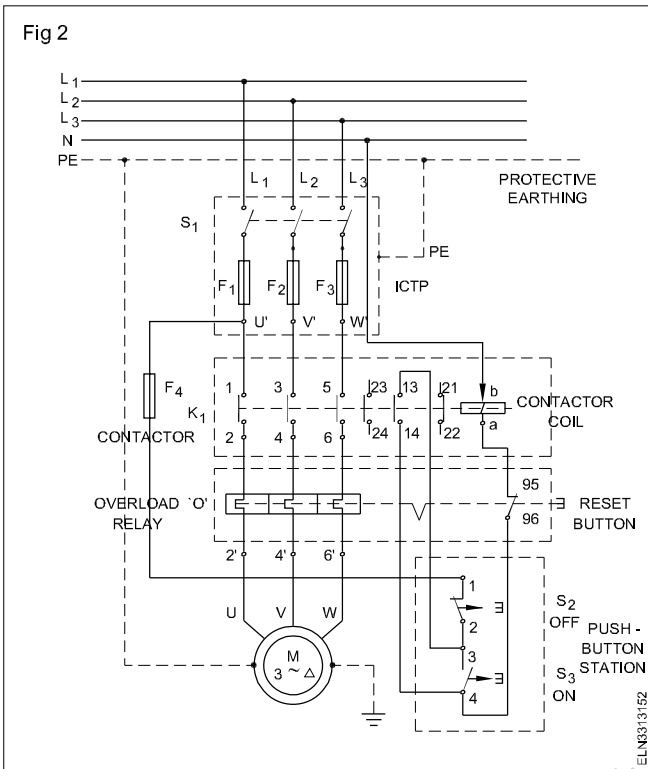 Fig 2
L1
L2
L3
N
PE
L1 L2 L3
PROTECTIVE
EARTHING
S1
PE
F1 F2 F3
ICTP
U' V' W'
F4
1 3 5 23 13 21 b
K1
CONTACTOR
COIL
a
CONTACTOR
2 4 6 24 14 22
95
OVERLOAD `O'
RELAY
RESET
BUTTON
96
2' 4' 6'
1
S2
OFF
U V W
2
PUSH -
BUTTON
STATION
3
M
3 ~ Δ
S3
ON
4
ELN3313152